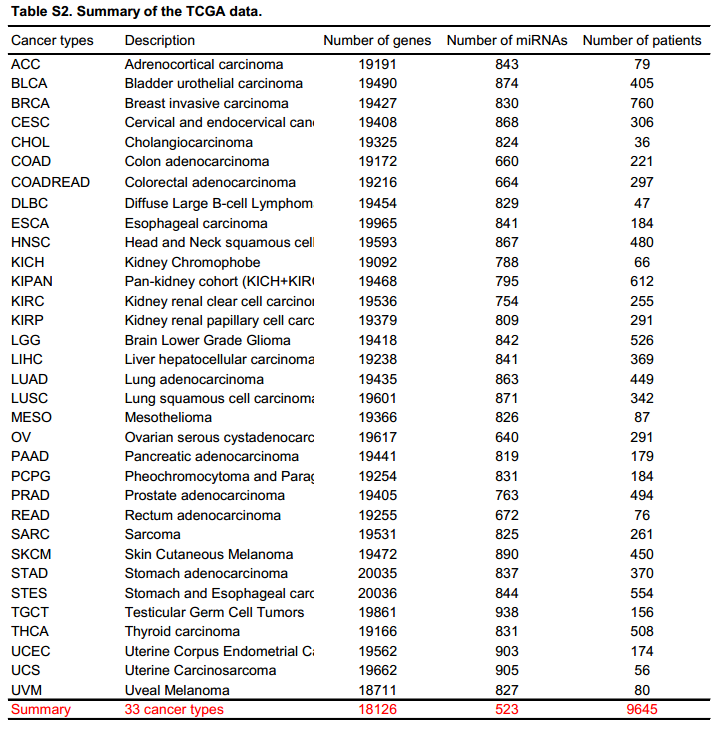 Table S2. Summary of the TCGA data.
Cancer types Description Number of genes Number of miRNAs Number of patients
ACC Adrenocortical carcinoma 19191 843 79
BLCA Bladder urothelial carcinoma 19490 874 405
BRCA Breast invasive carcinoma 19427 830 760
CESC Cervical and endocervical can 19408 868 306
CHOL Cholangiocarcinoma 19325 824 36
COAD Colon adenocarcinoma 19172 660 221
COADREAD Colorectal adenocarcinoma 19216 664 297
DLBC Diffuse Large B-cell Lymphom 19454 829 47
ESCA Esophageal carcinoma 19965 841 184
HNSC Head and Neck squamous cell 19593 867 480
KICH Kidney Chromophobe 19092 788 66
KIPAN Pan-kidney cohort (KICH+KIR 19468 795 612
KIRC Kidney renal clear cell carcino 19536 754 255
KIRP Kidney renal papillary cell carc 19379 809 291
LGG Brain Lower Grade Glioma 19418 842 526
LIHC Liver hepatocellular carcinoma 19238 841 369
LUAD Lung adenocarcinoma 19435 863 449
LUSC Lung squamous cell carcinoma 19601 871 342
MESO Mesothelioma 19366 826 87
OV Ovarian serous cystadenocarc 19617 640 291
PAAD Pancreatic adenocarcinoma 19441 819 179
PCPG Pheochromocytoma and Parag 19254 831 184
PRAD Prostate adenocarcinoma 19405 763 494
READ Rectum adenocarcinoma 19255 672 76
SARC Sarcoma 19531 825 261
SKCM Skin Cutaneous Melanoma 19472 890 450
STAD Stomach adenocarcinoma 20035 837 370
STES Stomach and Esophageal carc 20036 844 554
TGCT Testicular Germ Cell Tumors 19861 938 156
THCA Thyroid carcinoma 19166 831 508
UCEC Uterine Corpus Endometrial Ca 19562 903 174
UCS Uterine Carcinosarcoma 19662 905 56
UVM Uveal Melanoma 18711 827 80
Summary 33 cancer types 18126 523 9645